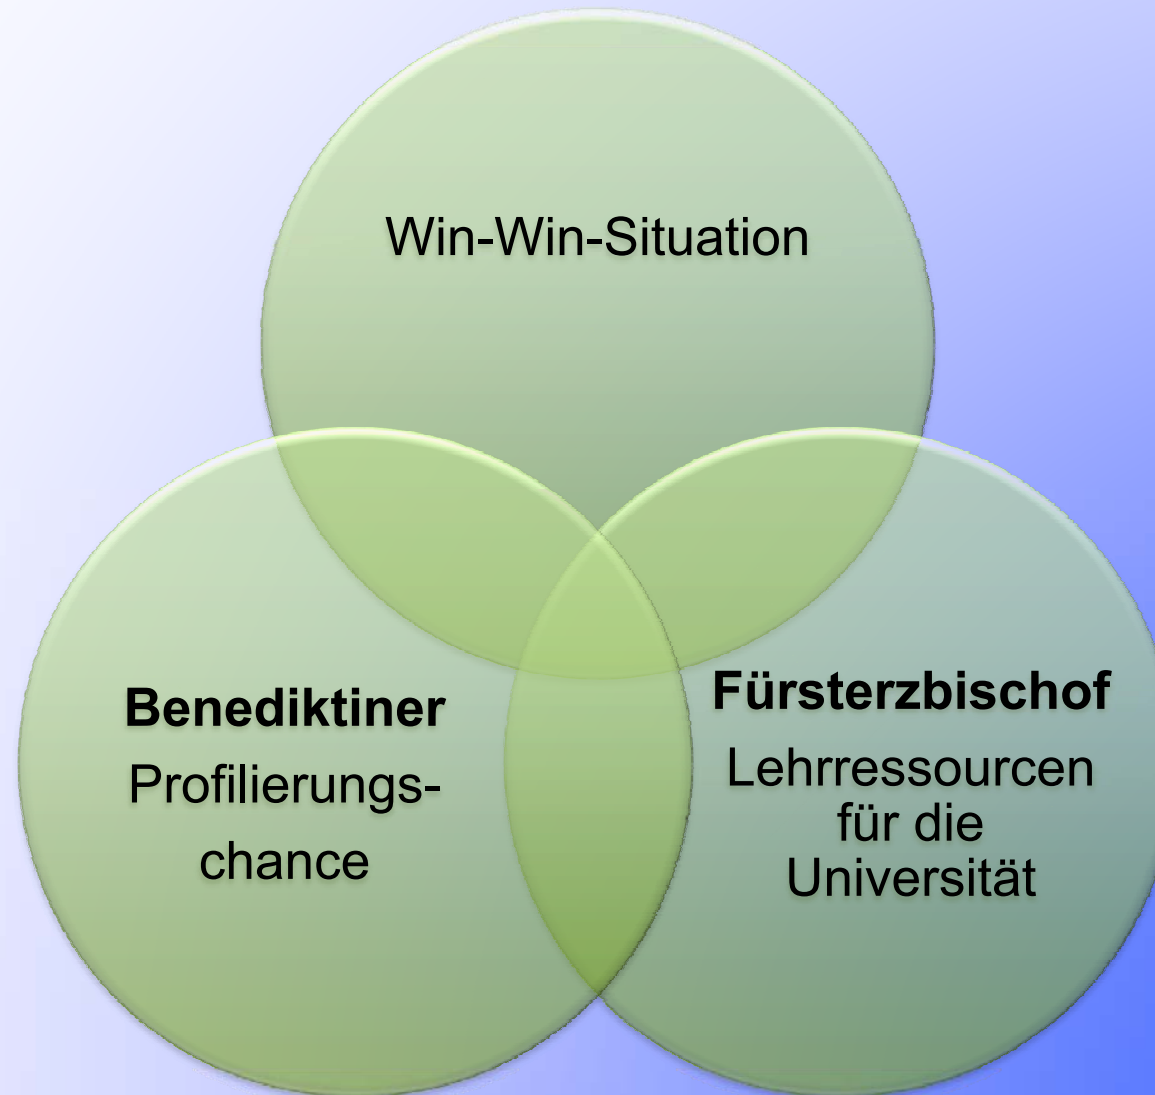 Win-Win-Situation
Benediktiner
Profilierungs-
chance
Fürsterzbischof
Lehrressourcen
für die
Universität